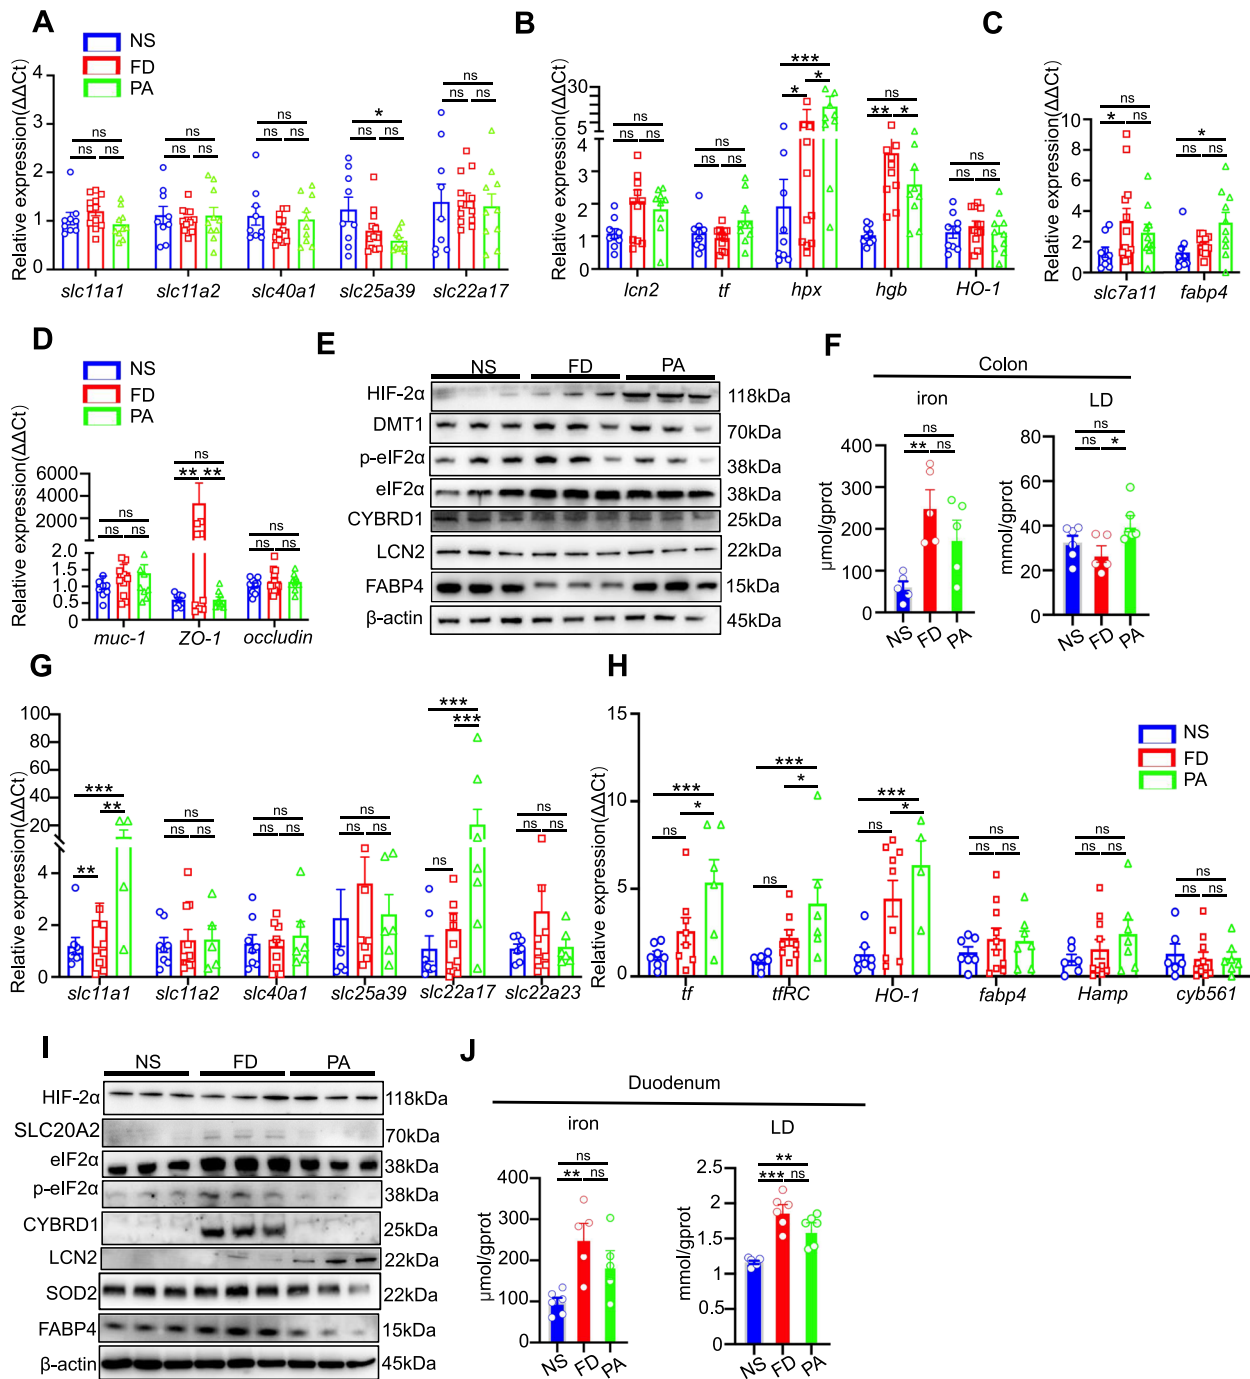 A
NS
FD
PA
Relative expression(ΔΔCt)
4
3
2
1
0
ns
ns ns
ns
ns ns
ns
ns ns
*
ns ns
ns
ns ns
slc11a1 slc11a2 slc40a1 slc25a39 slc22a17
B
Relative expression(ΔΔCt)
30
5
4
3
2
1
0
ns
ns ns
ns
ns ns
***
* *
ns
** *
ns
ns ns
lcn2 tf hpx hgb HO-1
C
Relative expression(ΔΔCt)
10
8
6
4
2
0
ns
* ns
*
ns ns
slc7a11 fabp4
D
NS
FD
PA
Relative expression(ΔΔCt)
6000
4000
2000
2.0
1.5
1.0
0.5
0
ns
ns ns
ns
** **
ns
ns ns
muc-1 ZO-1 occludin
E
NS FD PA
HIF-2α 118kDa
DMT1 70kDa
p-eIF2α 38kDa
eIF2α 38kDa
CYBRD1 25kDa
LCN2 22kDa
FABP4 15kDa
β-actin 45kDa
F
Colon
iron
μmol/gprot
400
300
200
100
0
ns
** ns
NS FD PA
LD
mmol/gprot
80
60
40
20
0
ns
ns *
NS FD PA
G
Relative expression(ΔΔCt)
100
80
60
40
20
4
2
0
***
**
**
ns
ns ns
ns
ns ns
ns
ns ns
***
***
ns
ns
ns ns
slc11a1 slc11a2 slc40a1 slc25a39 slc22a17 slc22a23
H
NS
FD
PA
Relative expression(ΔΔCt)
15
10
5
0
***
*
ns
***
*
ns
***
*
ns
ns
ns ns
ns
ns ns
ns
ns ns
tf tfRC HO-1 fabp4 Hamp cyb561
I
NS FD PA
HIF-2α 118kDa
SLC20A2 70kDa
eIF2α 38kDa
p-eIF2α 38kDa
CYBRD1 25kDa
LCN2 22kDa
SOD2 22kDa
FABP4 15kDa
β-actin 45kDa
J
Duodenum
iron
μmol/gprot
400
300
200
100
0
ns
** ns
NS FD PA
LD
mmol/gprot
2.5
2
1.5
1
0.5
0
**
*** ns
NS FD PA